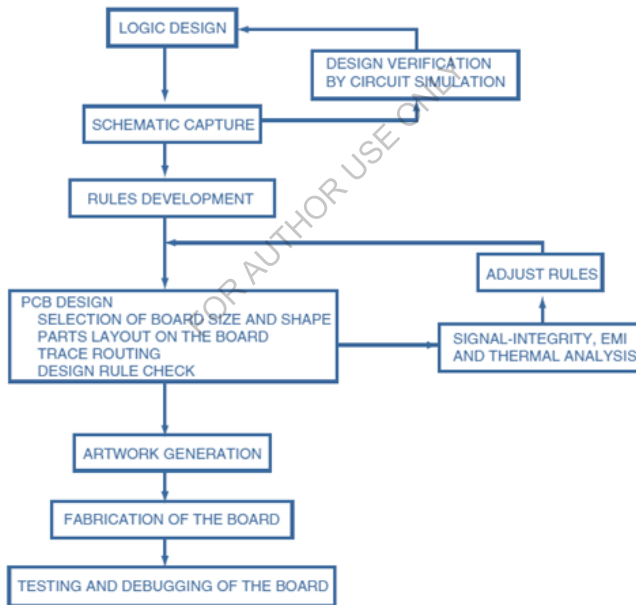 LOGIC DESIGN
DESIGN VERIFICATION
BY CIRCUIT SIMULATION
SCHEMATIC CAPTURE
RULES DEVELOPMENT
ADJUST RULES
PCB DESIGN
SELECTION OF BOARD SIZE AND SHAPE
PARTS LAYOUT ON THE BOARD
TRACE ROUTING
DESIGN RULE CHECK
SIGNAL-INTEGRITY, EMI
AND THERMAL ANALYSIS
ARTWORK GENERATION
FABRICATION OF THE BOARD
TESTING AND DEBUGGING OF THE BOARD
FOR AUTHOR USE ONLY